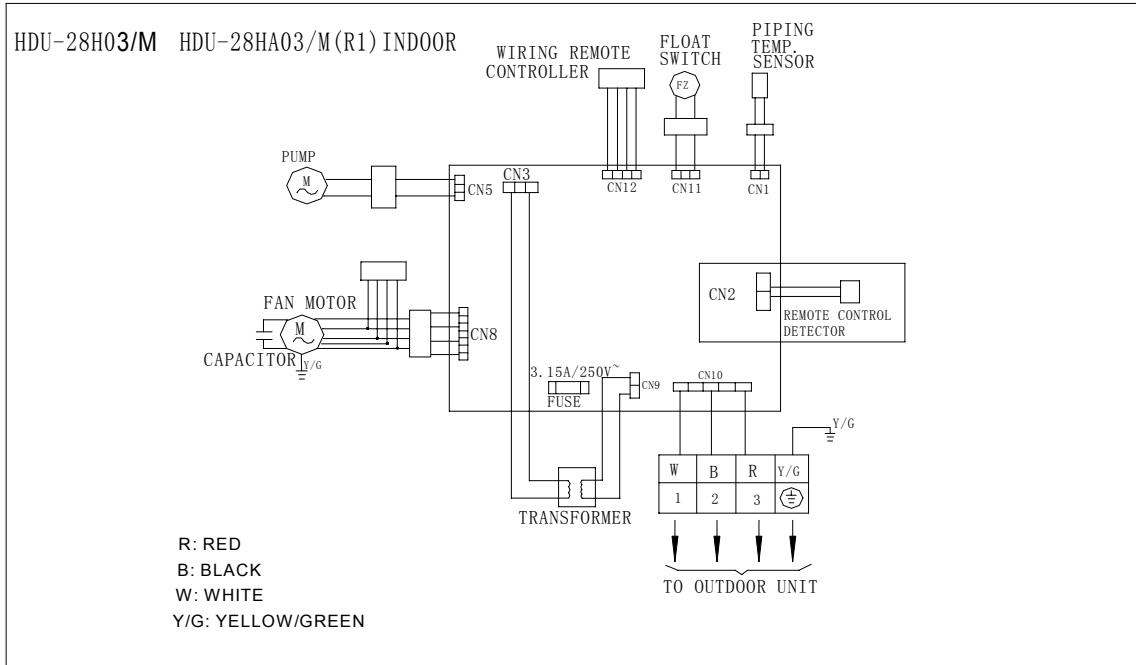 HDU-28H03/M HDU-28HA03/M(R1)INDOOR
WIRING REMOTE
CONTROLLER
FLOAT
SWITCH
PIPING
TEMP.
SENSOR
FZ
PUMP
M
CN5
CN3
CN12
CN11
CN1
CN2
REMOTE CONTROL
DETECTOR
FAN MOTOR
M
CAPACITOR
Y/G
CN8
3.15A/250V~
FUSE
CN9
CN10
Y/G
W B R Y/G
1 2 3
TRANSFORMER
TO OUTDOOR UNIT
R: RED
B: BLACK
W: WHITE
Y/G: YELLOW/GREEN